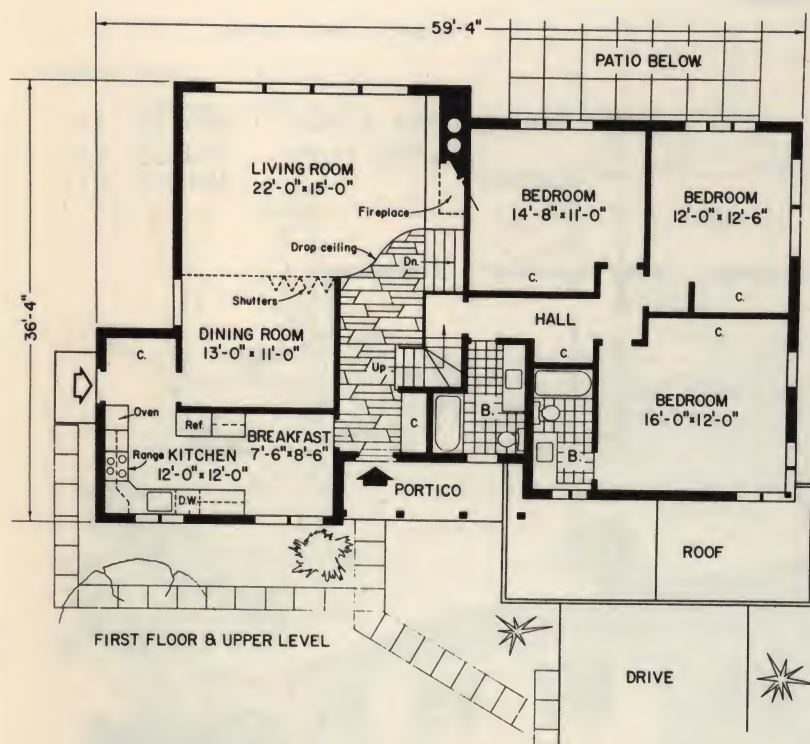 59'-4"
PATIO BELOW
36'-4"
LIVING ROOM
22'-0" x 15'-0"
Fireplace
BEDROOM
14'-8" x 11'-0"
BEDROOM
12'-0" x 12'-6"
Drop ceiling
Dn.
C.
C.
Shutters
DINING ROOM
13'-0" x 11'-0"
HALL
C.
C.
C.
Up
BEDROOM
16'-0" x 12'-0"
Oven
Ref.
BREAKFAST
7'-6" x 8'-6"
C.
B.
B.
Range
KITCHEN
12'-0" x 12'-0"
D.W.
PORTICO
ROOF
FIRST FLOOR & UPPER LEVEL
DRIVE